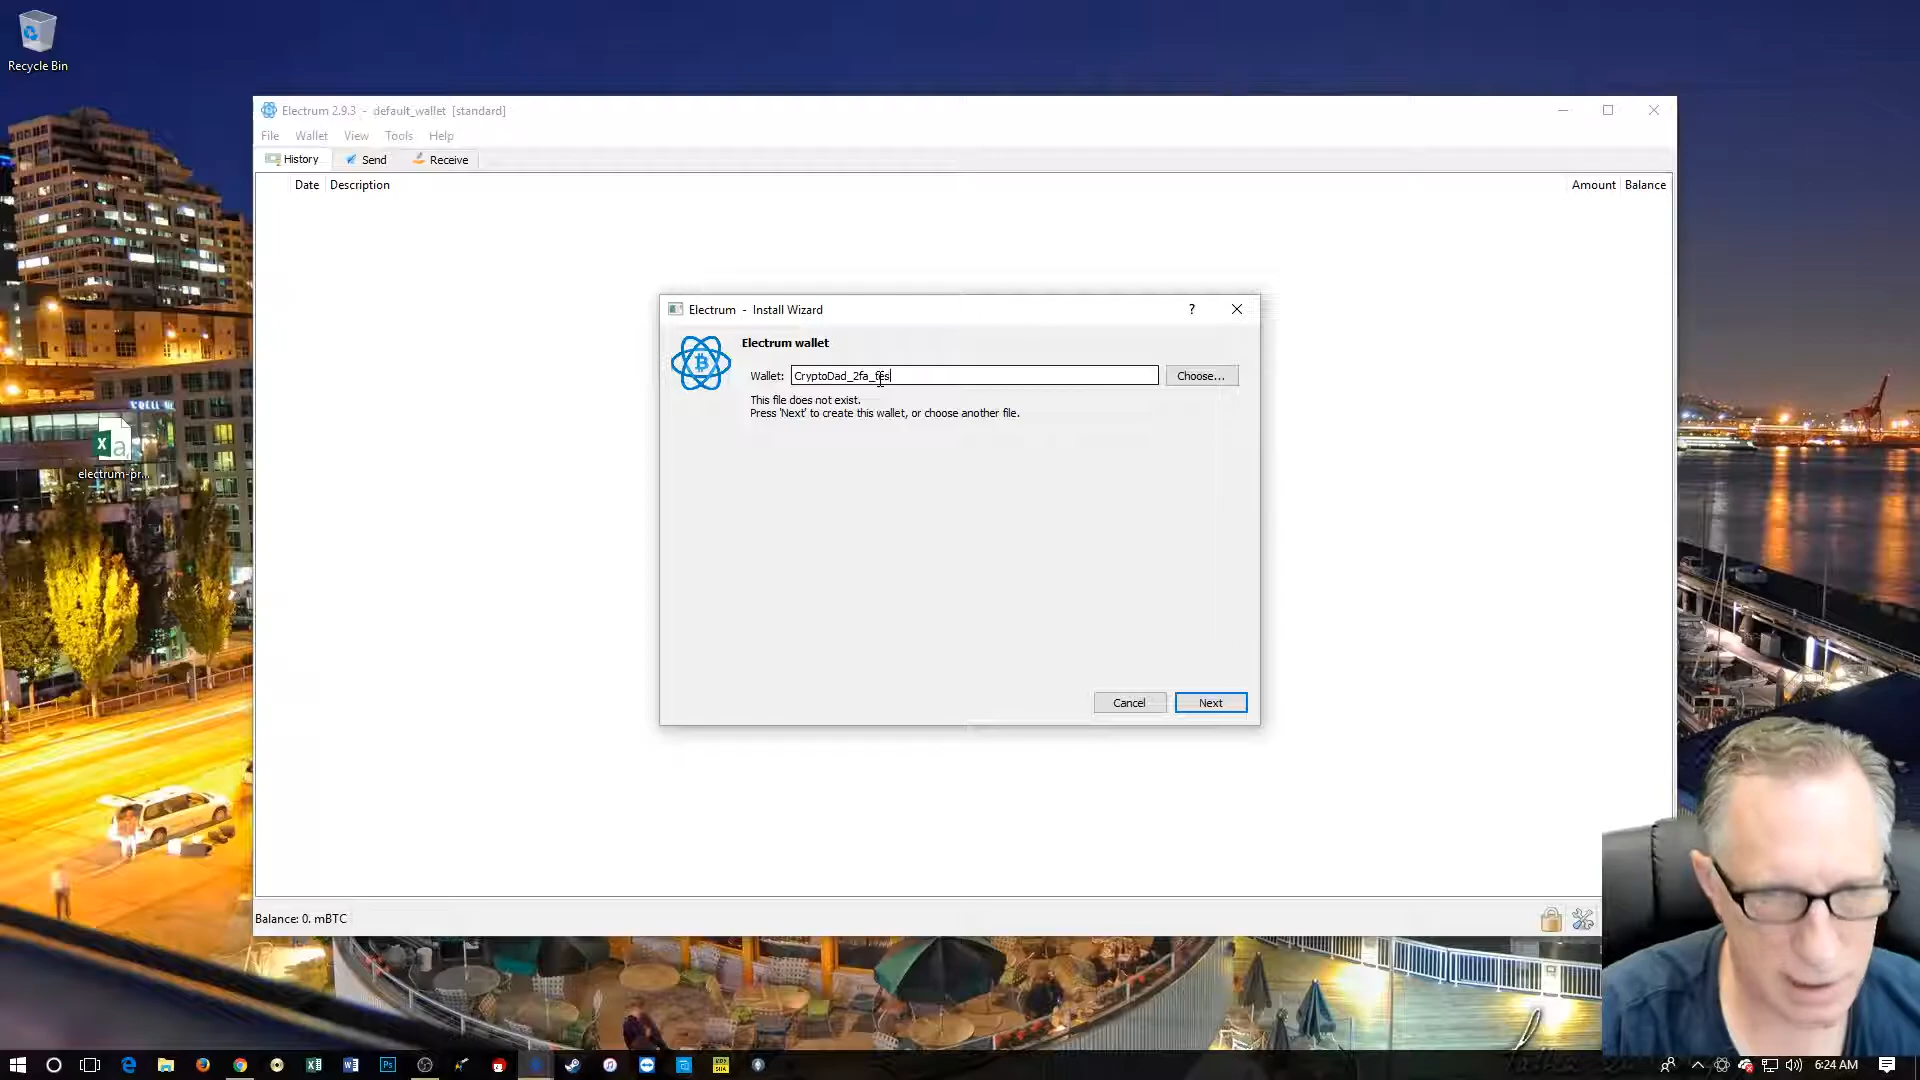 Recycle Bin
Electrum 2.9.3 - default_wallet [standard]
File Wallet View Tools Help
History Send Receive
Date Description Amount Balance
Electrum - Install Wizard
Electrum wallet
Wallet: CryptoDad_2fa_tes Choose...
This file does not exist.
Press 'Next' to create this wallet, or choose another file.
electrum-pr...
Cancel Next
Balance: 0. mBTC
6:24 AM